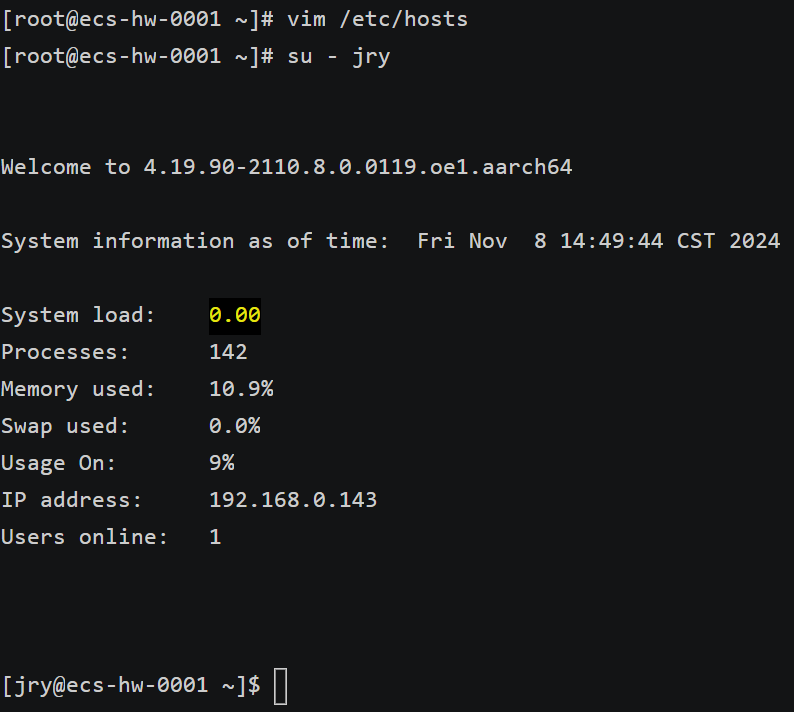 [root@ecs-hw-0001 ~]# vim /etc/hosts
[root@ecs-hw-0001 ~]# su - jry
Welcome to 4.19.90-2110.8.0.0119.oe1.aarch64
System information as of time:  Fri Nov  8 14:49:44 CST 2024
System load:    0.00
Processes:      142
Memory used:    10.9%
Swap used:      0.0%
Usage On:       9%
IP address:     192.168.0.143
Users online:   1
[jry@ecs-hw-0001 ~]$